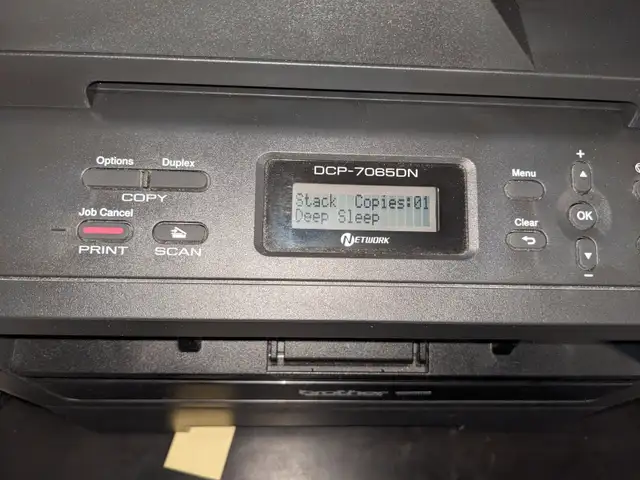 DCP-7065DN
Options Duplex
COPY
Stack Copies:01
Deep Sleep
NETWORK
Job Cancel
PRINT SCAN
Menu
+
OK
Clear
-
brother